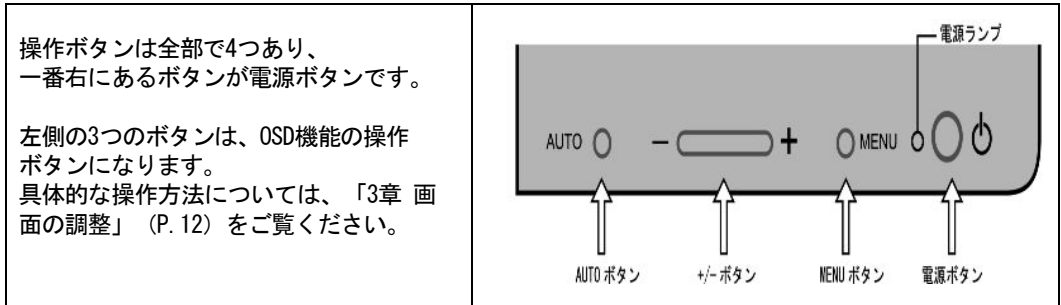 操作ボタンは全部で4つあり、
一番右にあるボタンが電源ボタンです。
左側の3つのボタンは、OSD機能の操作
ボタンになります。
具体的な操作方法については、「3章 画
面の調整」（P.12）をご覧ください。
電源ランプ
AUTO － ＋ MENU
AUTOボタン +/-ボタン MENUボタン 電源ボタン